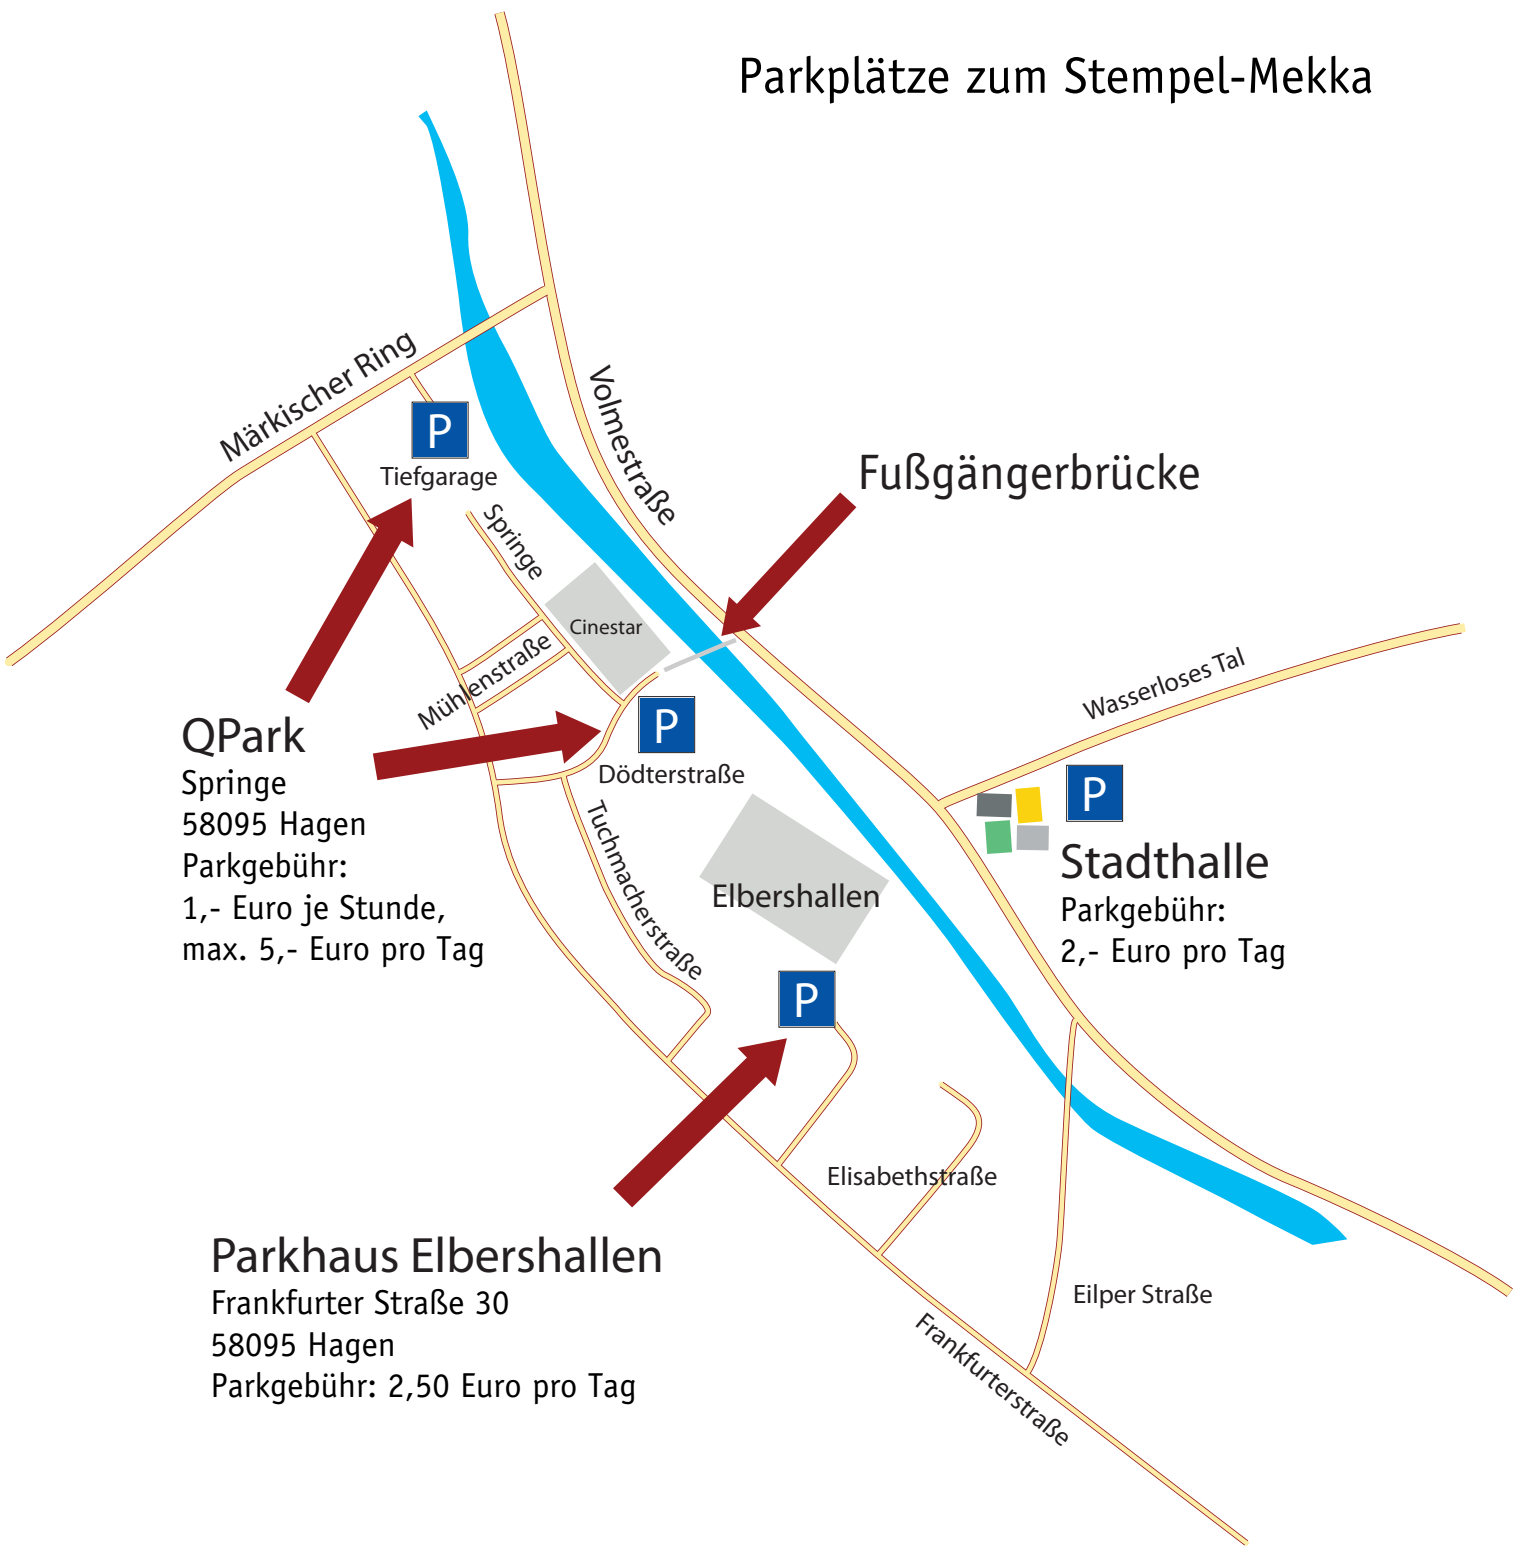 Parkplätze zum Stempel-Mekka
Märkischer Ring
Volmestraße
P
Tiefgarage
Fußgängerbrücke
Springe
Cinestar
Mühlenstraße
Wasserloses Tal
QPark
Springe
58095 Hagen
Parkgebühr:
1,- Euro je Stunde,
max. 5,- Euro pro Tag
P
Dödterstraße
P
Stadthalle
Parkgebühr:
2,- Euro pro Tag
Tuchmacherstraße
Elbershallen
P
Elisabethstraße
Parkhaus Elbershallen
Frankfurter Straße 30
58095 Hagen
Parkgebühr: 2,50 Euro pro Tag
Eilper Straße
Frankfurterstraße